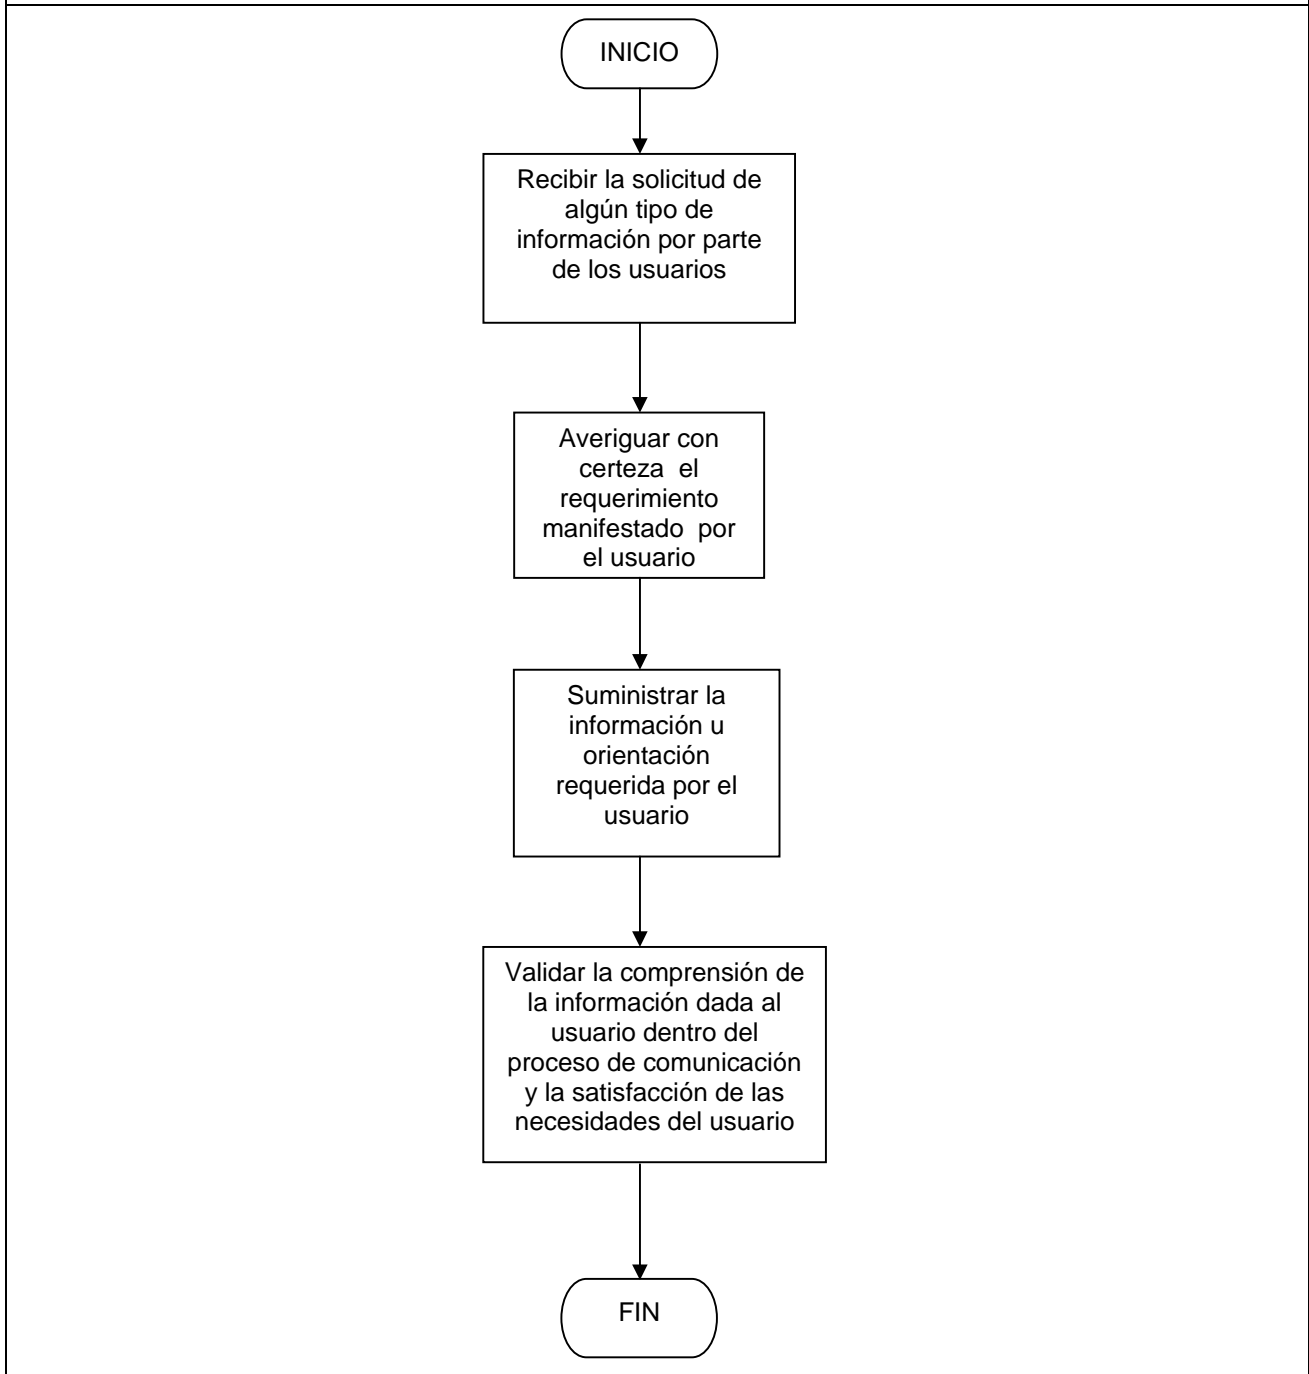 INICIO
Recibir la solicitud de
algún tipo de
información por parte
de los usuarios
Averiguar con
certeza el
requerimiento
manifestado por
el usuario
Suministrar la
información u
orientación
requerida por el
usuario
Validar la comprensión de
la información dada al
usuario dentro del
proceso de comunicación
y la satisfacción de las
necesidades del usuario
FIN